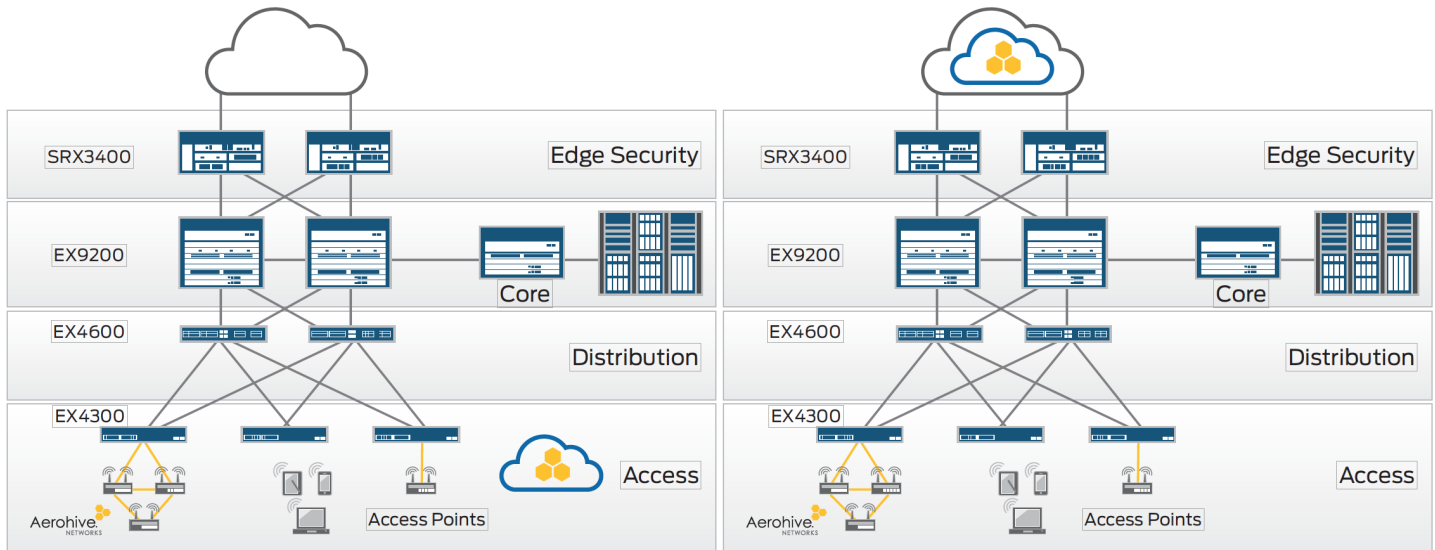 SRX3400
Edge Security
EX9200
Core
EX4600
Distribution
EX4300
Access
Aerohive.
NETWORKS
Access Points
SRX3400
Edge Security
EX9200
Core
EX4600
Distribution
EX4300
Access
Aerohive.
NETWORKS
Access Points